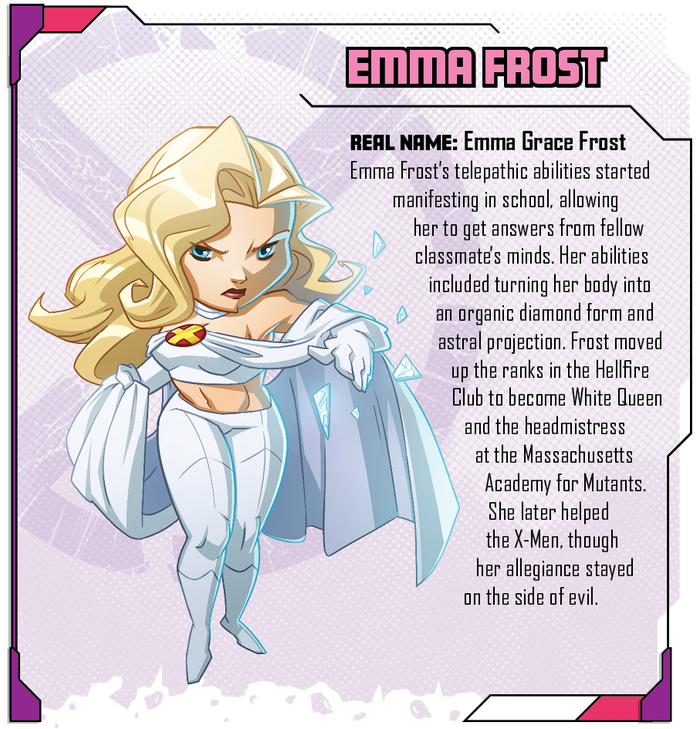 EMMA FROST
REAL NAME: Emma Grace Frost
Emma Frost's telepathic abilities started
manifesting in school, allowing
her to get answers from fellow
classmate's minds. Her abilities
included turning her body into
an organic diamond form and
astral projection. Frost moved
up the ranks in the Hellfire
Club to become White Queen
and the headmistress
at the Massachusetts
Academy for Mutants.
She later helped
the X-Men, though
her allegiance stayed
on the side of evil.